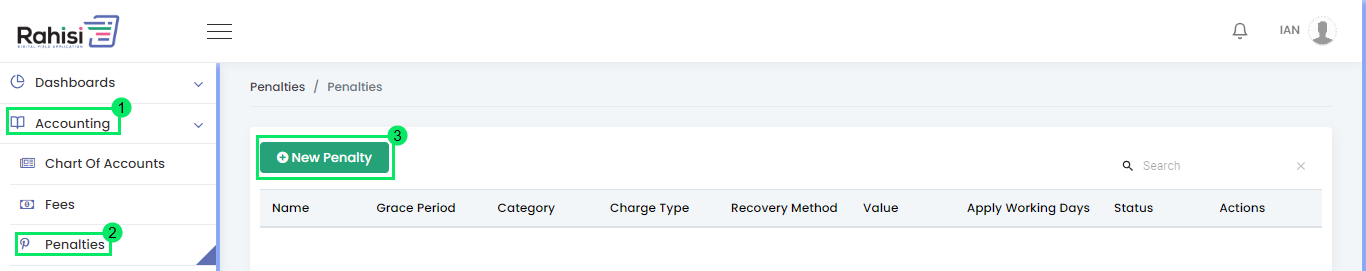 Rahisi
DIGITAL FIELD APPLICATION
IAN
Dashboards
1
Accounting
Chart Of Accounts
Fees
2
Penalties
Penalties / Penalties
3
New Penalty
Search
Name Grace Period Category Charge Type Recovery Method Value Apply Working Days Status Actions